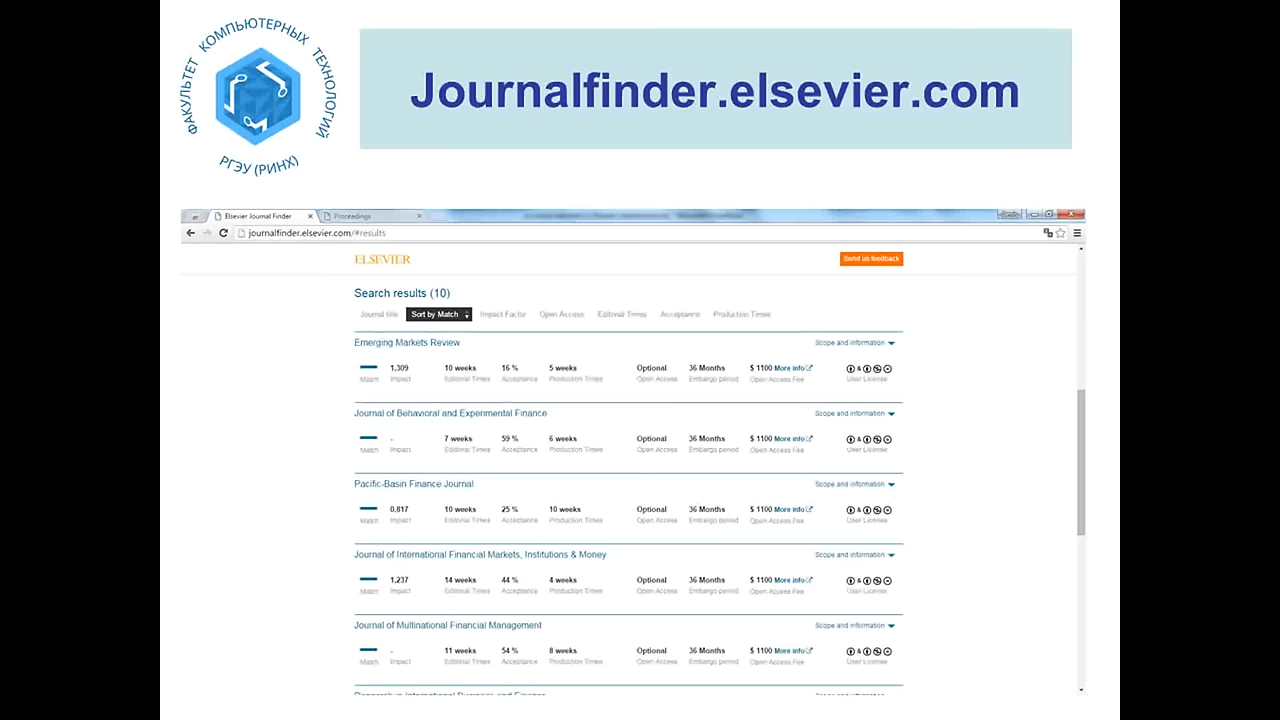 ФАКУЛЬТЕТ КОМПЬЮТЕРНЫХ ТЕХНОЛОГИЙ
РГЭУ (РИНХ)
Journalfinder.elsevier.com
Elsevier Journal Finder
Proceedings
journalfinder.elsevier.com/#results
ELSEVIER
Send us feedback
Search results (10)
Journal title Sort by Match Impact Factor Open Access Editorial Times Acceptance Production Times
Emerging Markets Review Scope and information
1,309 10 weeks 16 % 5 weeks Optional 36 Months $ 1100 More info
Match Impact Editorial Times Acceptance Production Times Open Access Embargo period Open Access Fee User License
Journal of Behavioral and Experimental Finance Scope and information
- 7 weeks 59 % 6 weeks Optional 36 Months $ 1100 More info
Match Impact Editorial Times Acceptance Production Times Open Access Embargo period Open Access Fee User License
Pacific-Basin Finance Journal Scope and information
0,817 10 weeks 25 % 10 weeks Optional 36 Months $ 1100 More info
Match Impact Editorial Times Acceptance Production Times Open Access Embargo period Open Access Fee User License
Journal of International Financial Markets, Institutions & Money Scope and information
1,237 14 weeks 44 % 4 weeks Optional 36 Months $ 1100 More info
Match Impact Editorial Times Acceptance Production Times Open Access Embargo period Open Access Fee User License
Journal of Multinational Financial Management Scope and information
- 11 weeks 54 % 8 weeks Optional 36 Months $ 1100 More info
Match Impact Editorial Times Acceptance Production Times Open Access Embargo period Open Access Fee User License